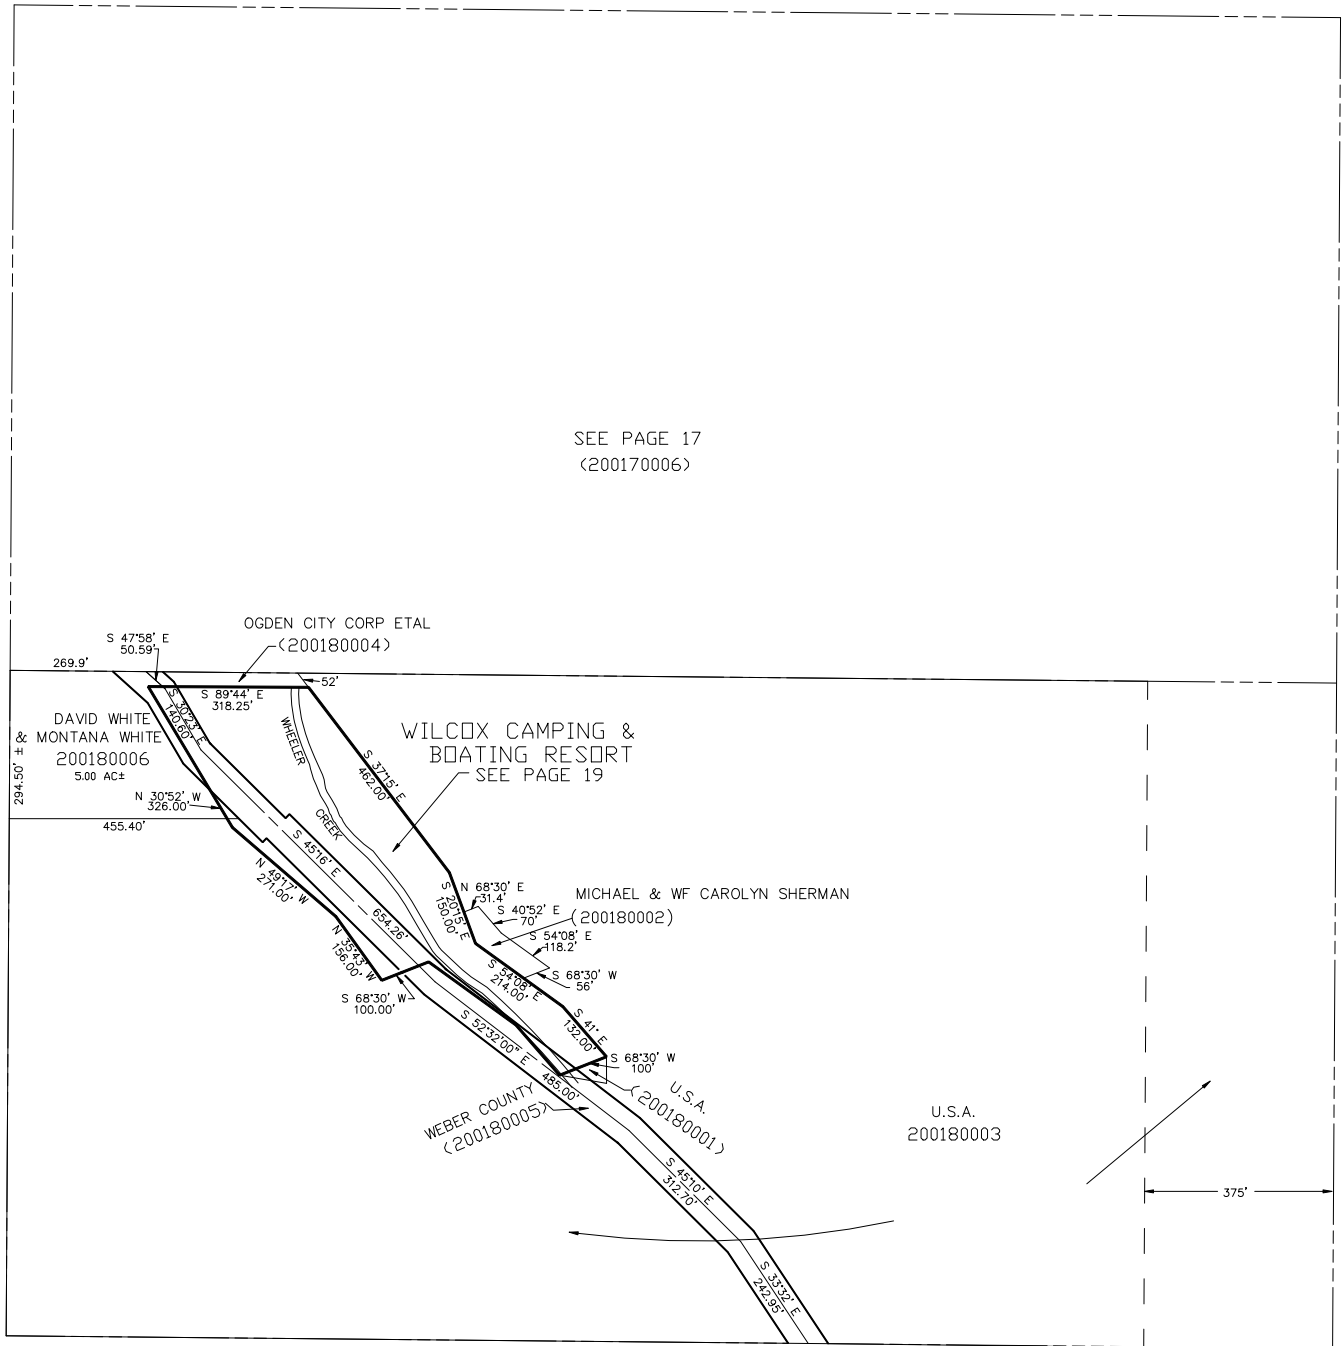 SEE PAGE 17
(200170006)
OGDEN CITY CORP ETAL
(200180004)
S 47°58' E
50.59'
269.9'
52'
S 89°44' E
318.25'
S 30°23' E
140.60'
DAVID WHITE
& MONTANA WHITE
200180006
5.00 AC±
294.50' ±
N 30°52' W
326.00'
455.40'
WHEELER
CREEK
WILCOX CAMPING &
BOATING RESORT
SEE PAGE 19
S 37°15' E
462.00'
S 45°16' E
654.26'
N 49°17' W
271.00'
N 35°43' W
156.00'
S 68°30' W
100.00'
S 20°15' E
150.00'
N 68°30' E
31.4'
S 40°52' E
70'
MICHAEL & WF CAROLYN SHERMAN
(200180002)
S 54°08' E
118.2'
S 68°30' W
56'
S 54°08' E
214.00'
S 41° E
132.00'
S 68°30' W
100'
S 52°32'00" E
485.00'
WEBER COUNTY
(200180005)
U.S.A.
(200180001)
U.S.A.
200180003
S 45°10' E
312.70'
375'
S 33°32' E
242.95'